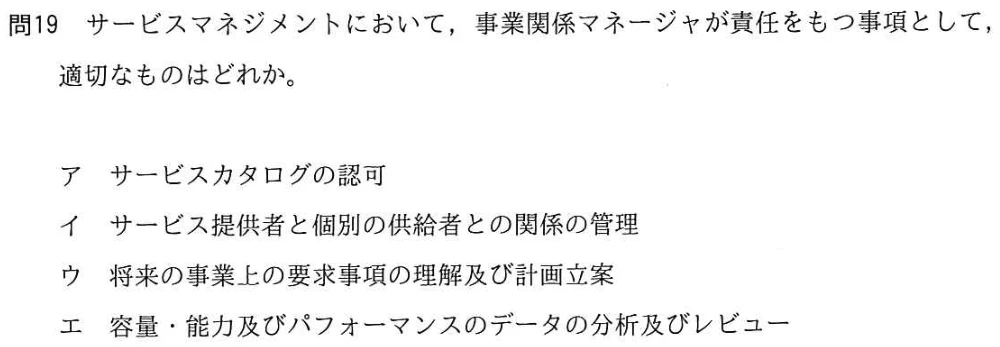 問19 サービスマネジメントにおいて，事業関係マネージャが責任をもつ事項として，
適切なものはどれか。
ア サービスカタログの認可
イ サービス提供者と個別の供給者との関係の管理
ウ 将来の事業上の要求事項の理解及び計画立案
エ 容量・能力及びパフォーマンスのデータの分析及びレビュー